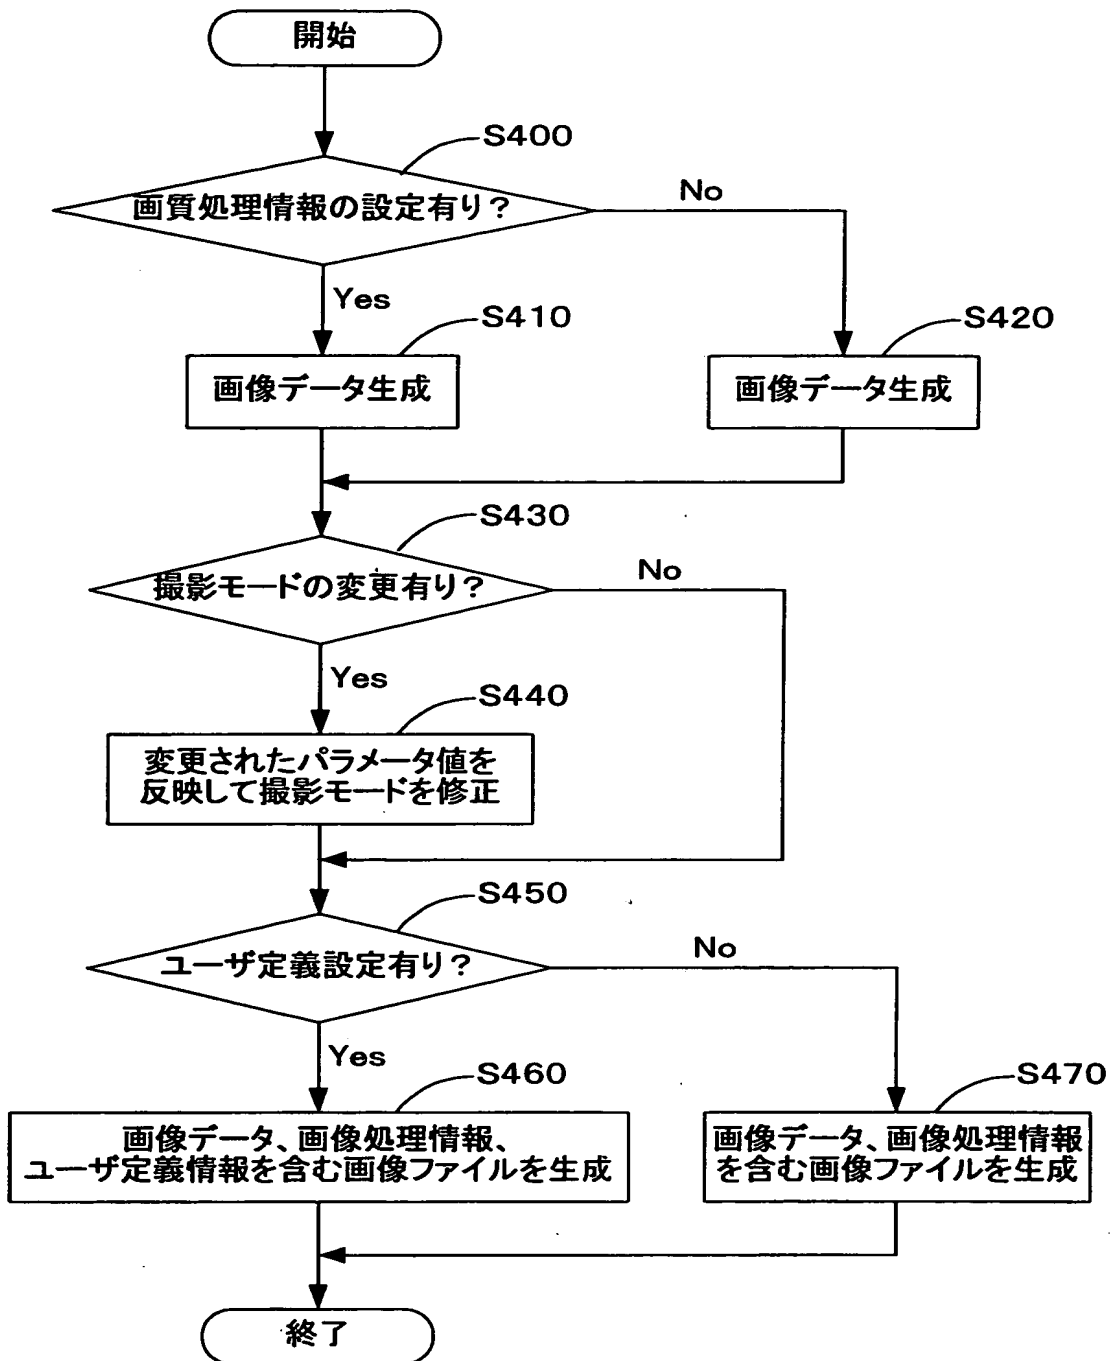 開始
S400
画質処理情報の設定有り?
No
Yes
S410
S420
画像データ生成
画像データ生成
S430
撮影モードの変更有り?
No
Yes
S440
変更されたパラメータ値を
反映して撮影モードを修正
S450
ユーザ定義設定有り?
No
Yes
S460
S470
画像データ、画像処理情報、
ユーザ定義情報を含む画像ファイルを生成
画像データ、画像処理情報
を含む画像ファイルを生成
終了